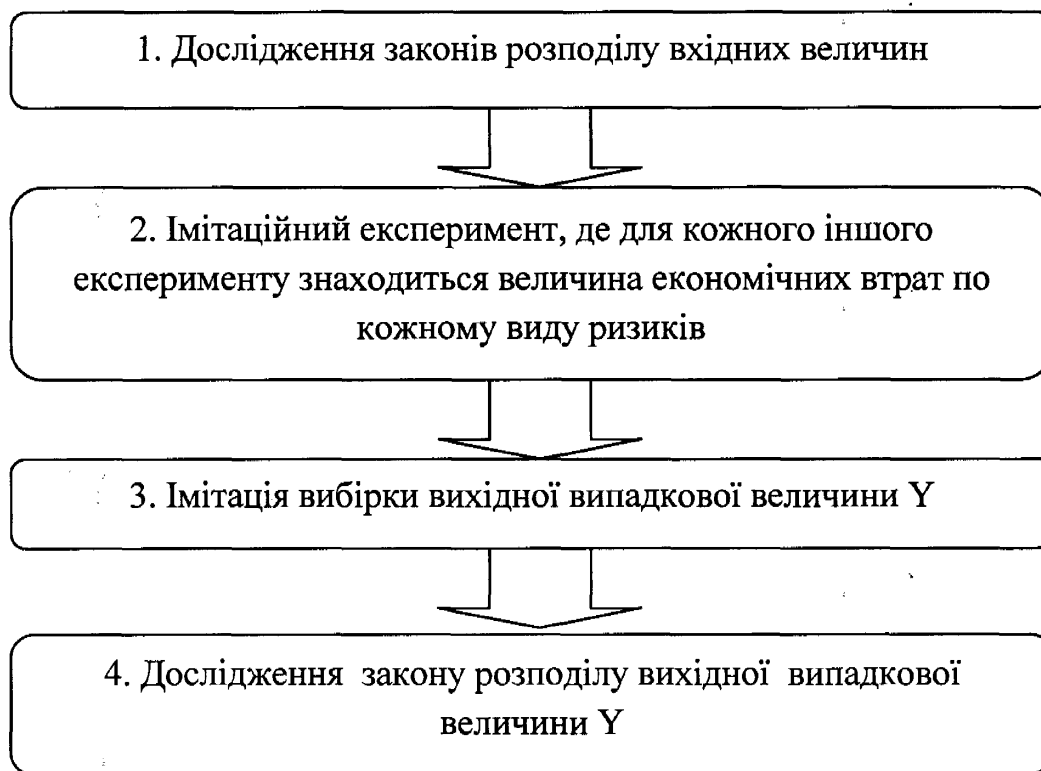 1. Дослідження законів розподілу вхідних величин
2. Імітаційний експеримент, де для кожного іншого
експерименту знаходиться величина економічних втрат по
кожному виду ризиків
3. Імітація вибірки вихідної випадкової величини Y
4. Дослідження закону розподілу вихідної випадкової
величини Y